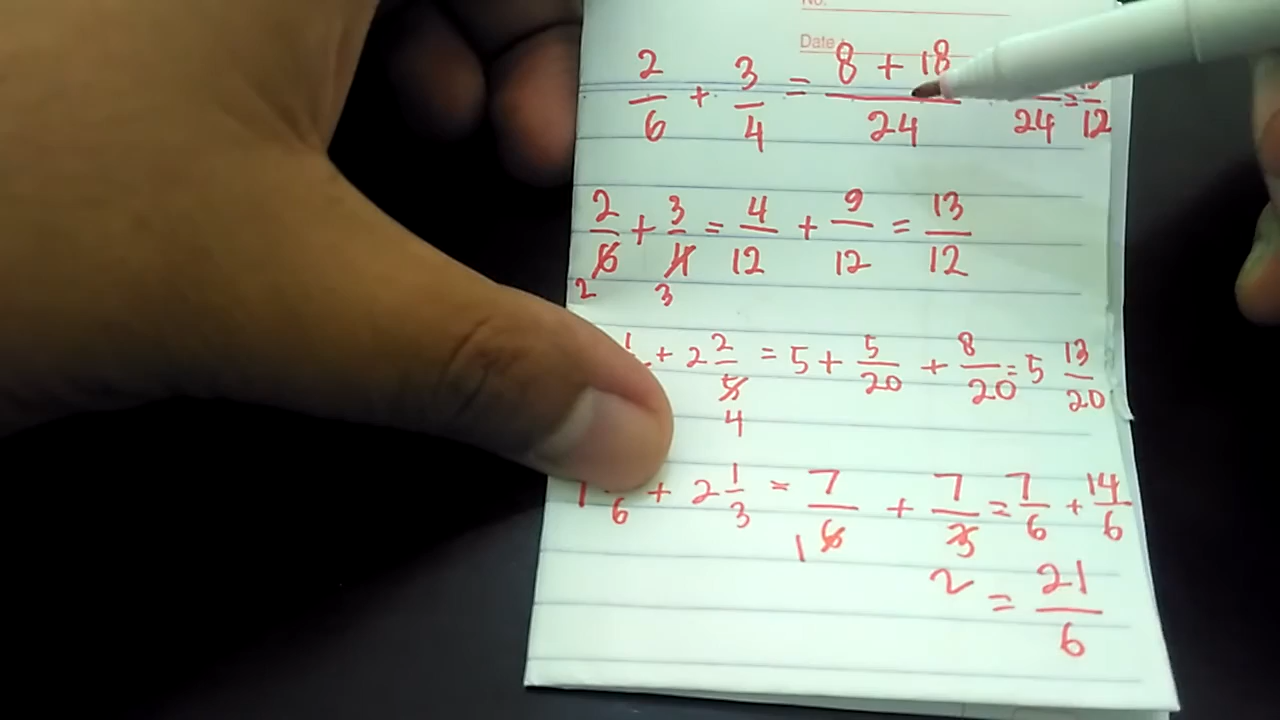 No.
Date
2/6 + 3/4 = 8 + 18/24 /24 = /12
2/6 + 3/4 = 4/12 + 9/12 = 13/12
2 3
+ 2 2/5 = 5 + 5/20 + 8/20 = 5 13/20
4
/6 + 2 1/3 = 7/6 + 7/3 = 7/6 + 14/6
1 2 = 21/6